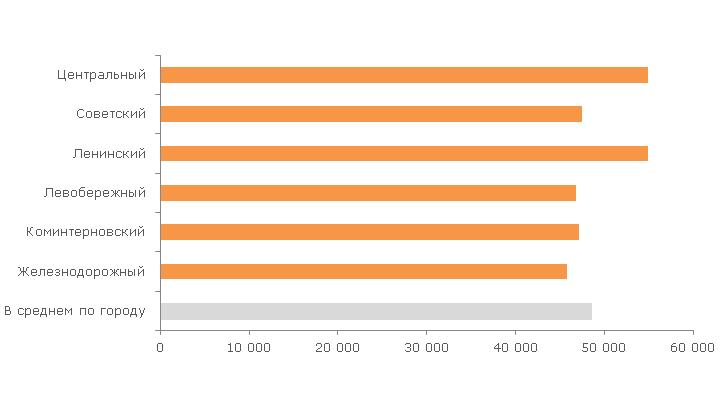 Центральный
Советский
Ленинский
Левобережный
Коминтерновский
Железнодорожный
В среднем по городу
0 10 000 20 000 30 000 40 000 50 000 60 000